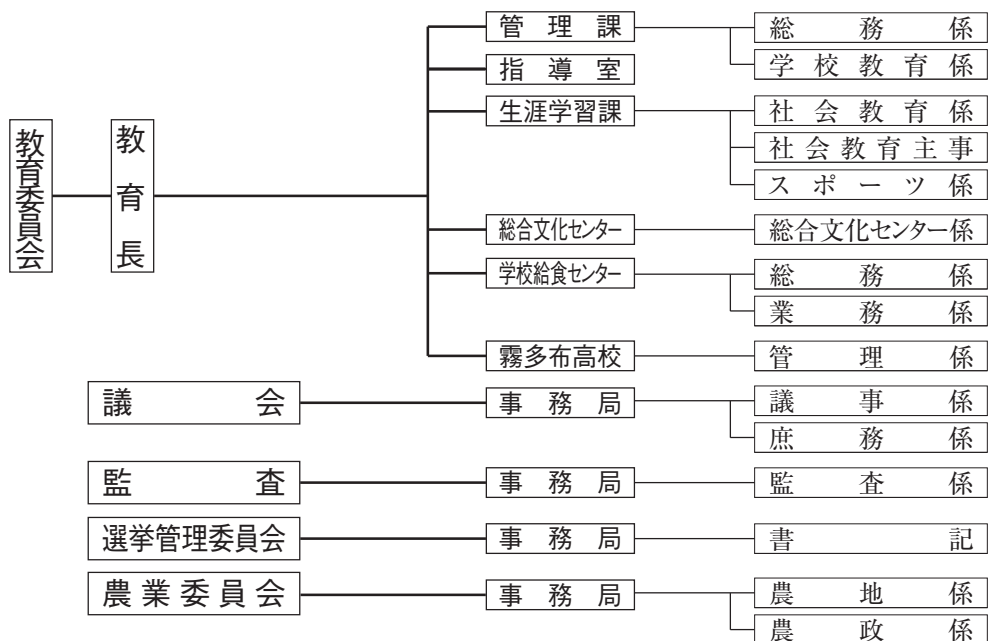 管理課
総務係
学校教育係
指導室
生涯学習課
社会教育係
社会教育主事
スポーツ係
教育委員会
教育長
総合文化センター
総合文化センター係
学校給食センター
総務係
業務係
霧多布高校
管理係
議会
事務局
議事係
庶務係
監査
事務局
監査係
選挙管理委員会
事務局
書記
農業委員会
事務局
農地係
農政係